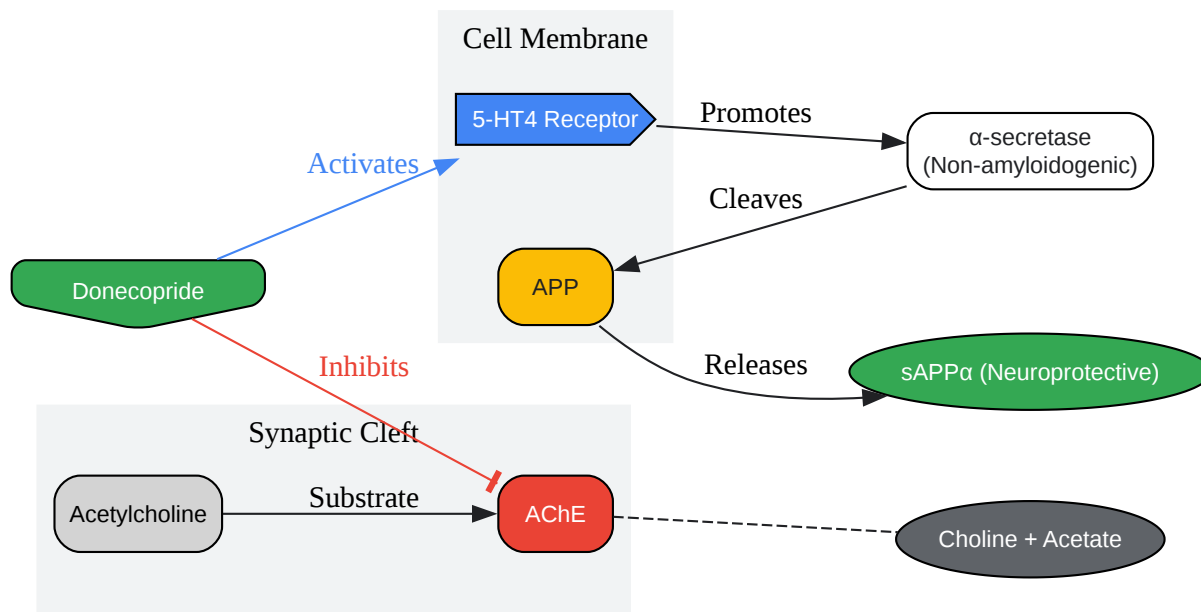 Cell Membrane
5-HT4 Receptor
Promotes
α-secretase
(Non-amyloidogenic)
Activates
Cleaves
Donecopride
APP
Inhibits
Releases
sAPPα (Neuroprotective)
Synaptic Cleft
Acetylcholine
Substrate
AChE
Choline + Acetate